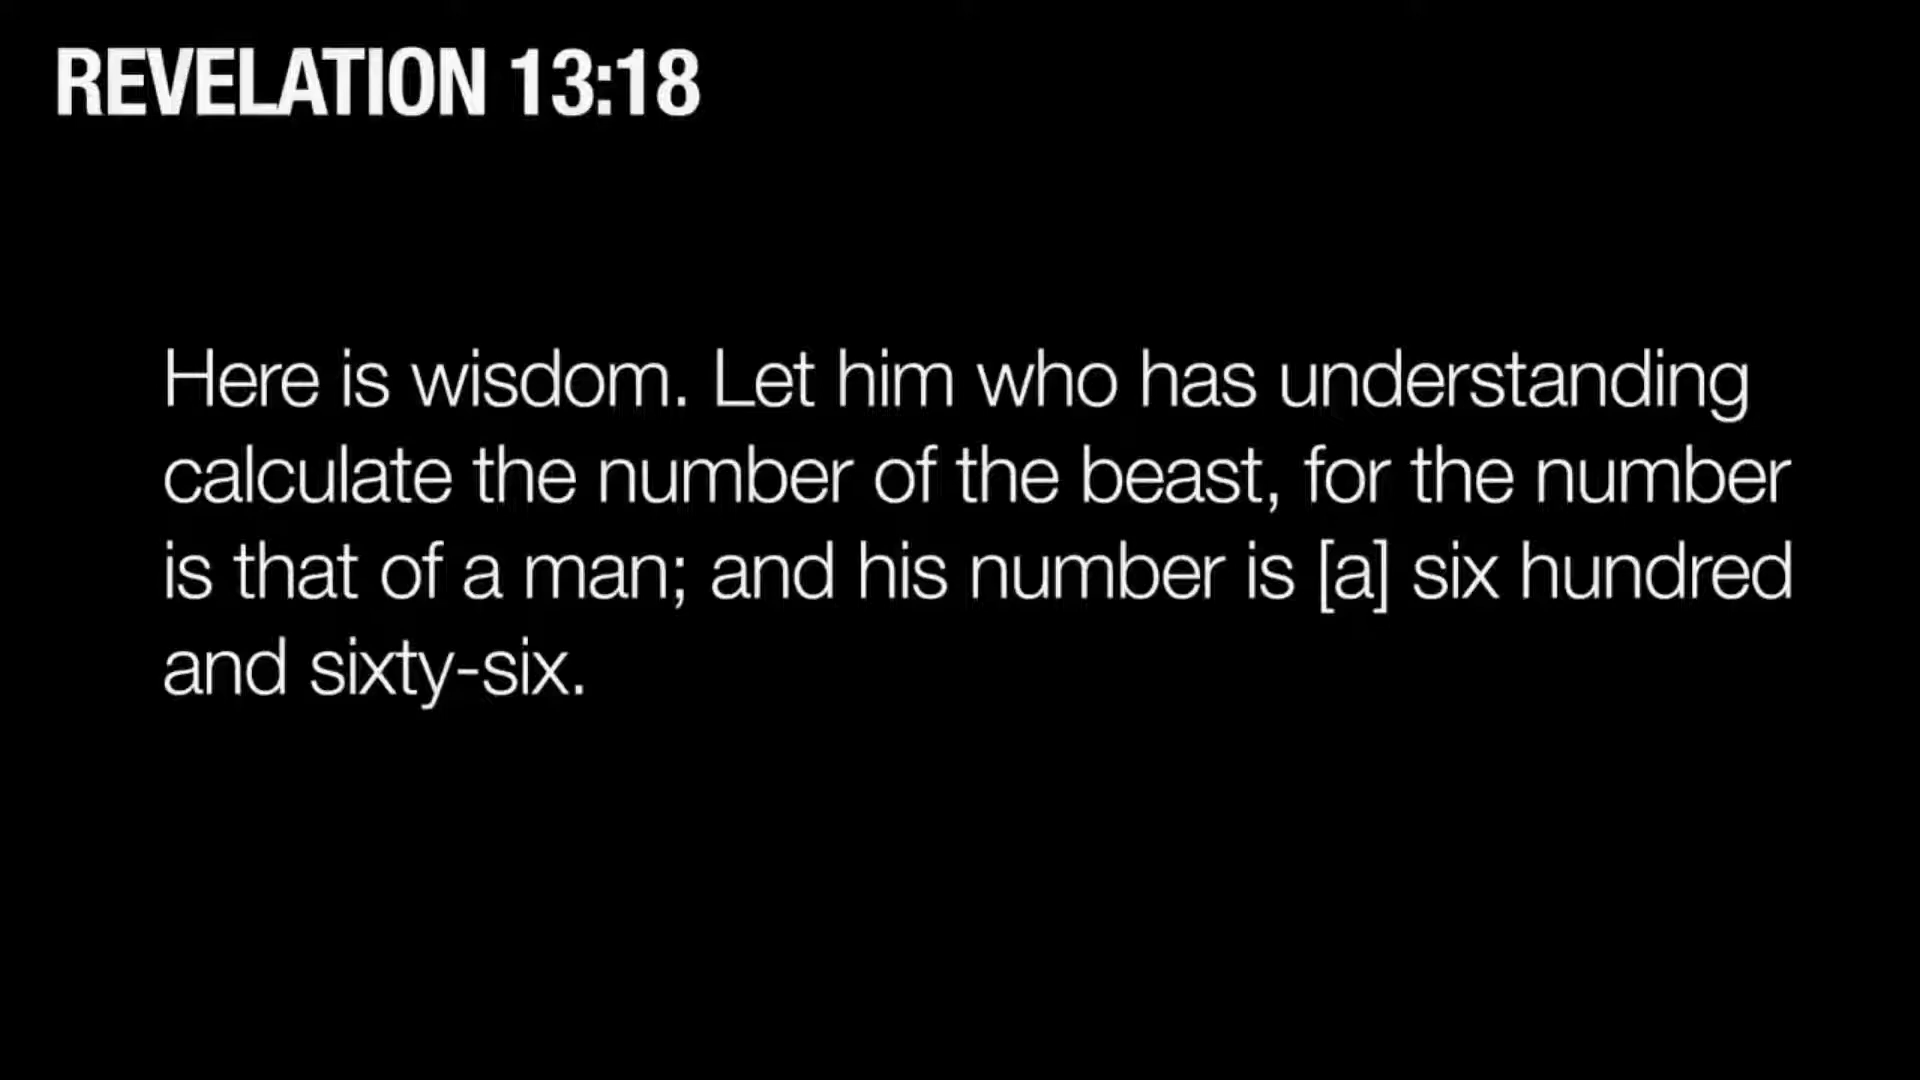 REVELATION 13:18
Here is wisdom. Let him who has understanding
calculate the number of the beast, for the number
is that of a man; and his number is [a] six hundred
and sixty-six.